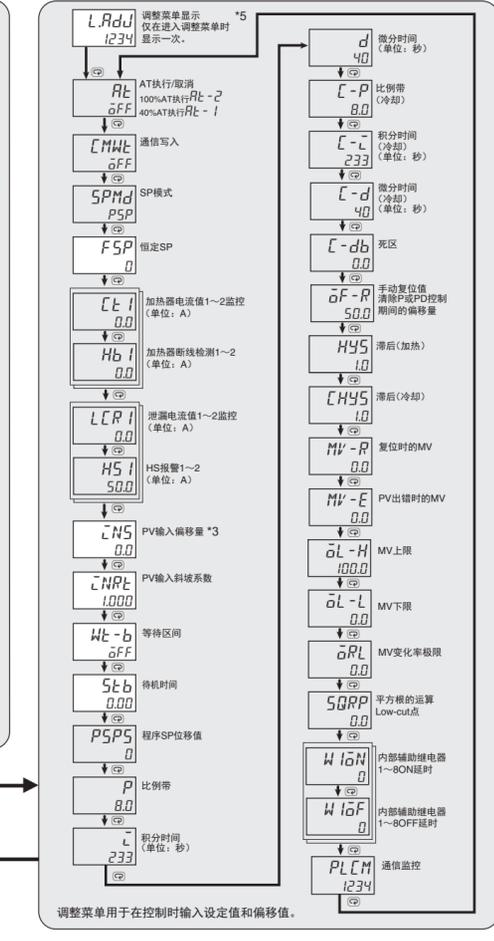 L.AdJ
1234
调整菜单显示 *5
仅在进入调整菜单时
显示一次。
At
oFF
AT执行/取消
100%AT执行At-2
40%AT执行At-1
CMWt
oFF
通信写入
SPMd
PSP
SP模式
FSP
0
恒定SP
Ct1
0.0
加热器电流值1～2监控
(单位：A)
Hb1
0.0
加热器断线检测1～2
(单位：A)
LCR1
0.0
泄漏电流值1～2监控
(单位：A)
HS1
50.0
HS报警1～2
(单位：A)
iNS
0.0
PV输入偏移量 *3
iNRt
1.000
PV输入斜坡系数
Wt-b
oFF
等待区间
Stb
0.00
待机时间
PSPS
0
程序SP位移值
P
8.0
比例带
i
233
积分时间
(单位：秒)
d
40
微分时间
(单位：秒)
C-P
8.0
比例带
(冷却)
C-i
233
积分时间
(冷却)
(单位：秒)
C-d
40
微分时间
(冷却)
(单位：秒)
C-db
0.0
死区
oF-R
50.0
手动复位值
清除P或PD控制
期间的偏移量
HYS
1.0
滞后(加热)
CHYS
1.0
滞后(冷却)
MV-R
0.0
复位时的MV
MV-E
0.0
PV出错时的MV
oL-H
100.0
MV上限
oL-L
0.0
MV下限
oRL
0.0
MV变化率极限
SQRP
0.0
平方根的运算
Low-cut点
W1oN
0
内部辅助继电器
1～8ON延时
W1oF
0
内部辅助继电器
1～8OFF延时
PLCM
1234
通信监控
调整菜单用于在控制时输入设定值和偏移值。